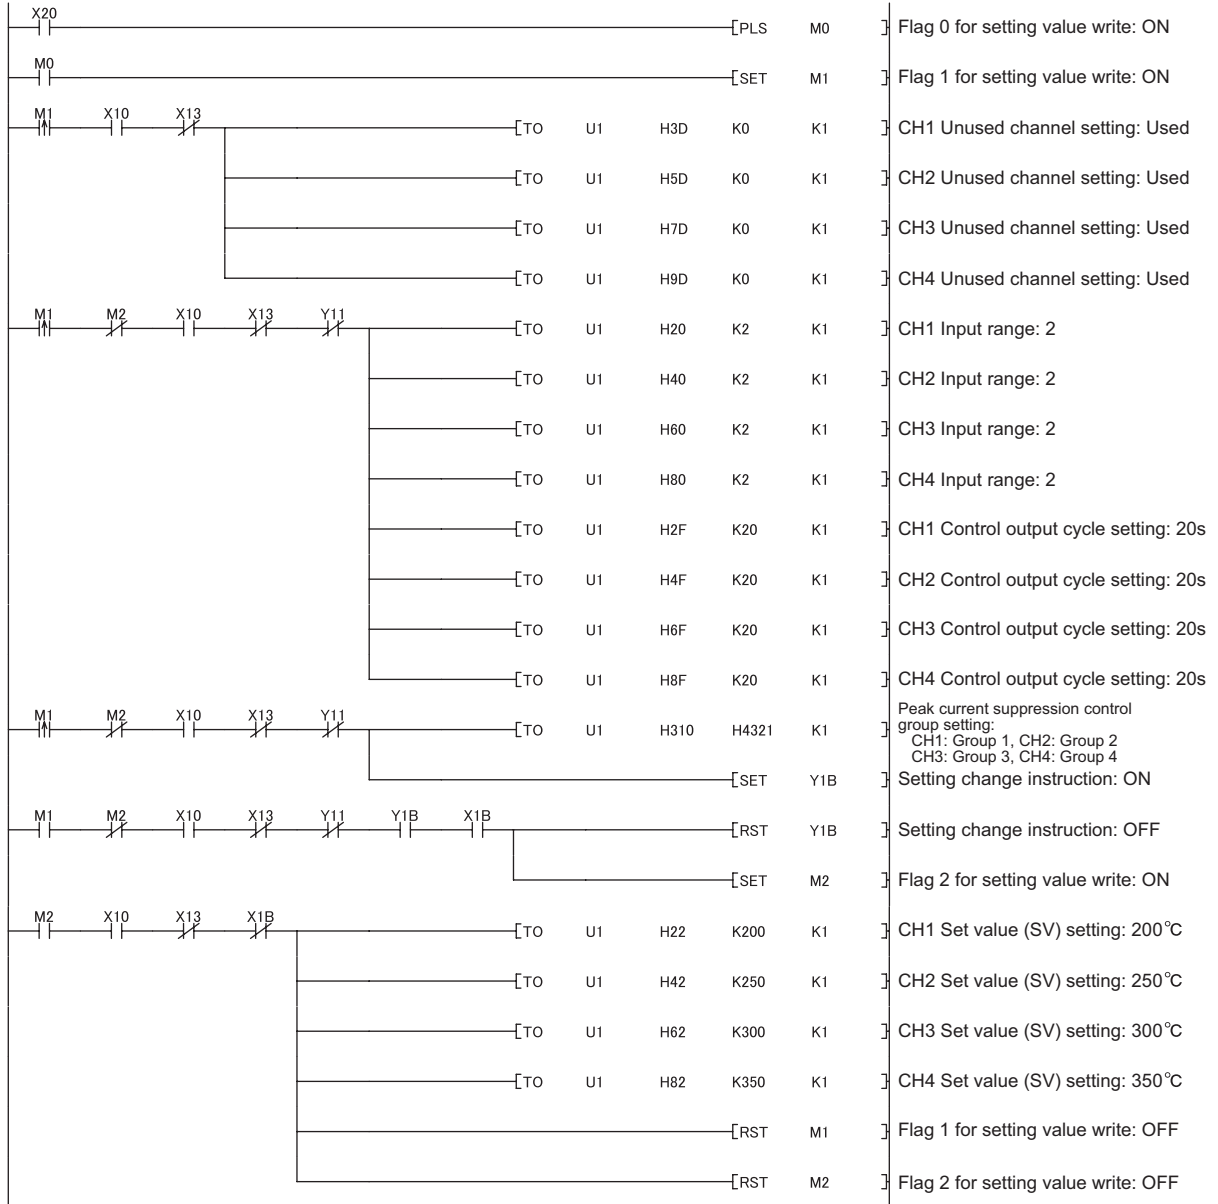 X20
[PLS M0 ] Flag 0 for setting value write: ON
M0
[SET M1 ] Flag 1 for setting value write: ON
M1 X10 X13
[TO U1 H3D K0 K1 ] CH1 Unused channel setting: Used
[TO U1 H5D K0 K1 ] CH2 Unused channel setting: Used
[TO U1 H7D K0 K1 ] CH3 Unused channel setting: Used
[TO U1 H9D K0 K1 ] CH4 Unused channel setting: Used
M1 M2 X10 X13 Y11
[TO U1 H20 K2 K1 ] CH1 Input range: 2
[TO U1 H40 K2 K1 ] CH2 Input range: 2
[TO U1 H60 K2 K1 ] CH3 Input range: 2
[TO U1 H80 K2 K1 ] CH4 Input range: 2
[TO U1 H2F K20 K1 ] CH1 Control output cycle setting: 20s
[TO U1 H4F K20 K1 ] CH2 Control output cycle setting: 20s
[TO U1 H6F K20 K1 ] CH3 Control output cycle setting: 20s
[TO U1 H8F K20 K1 ] CH4 Control output cycle setting: 20s
M1 M2 X10 X13 Y11
[TO U1 H310 H4321 K1 ]
Peak current suppression control
group setting:
CH1: Group 1, CH2: Group 2
CH3: Group 3, CH4: Group 4
[SET Y1B ] Setting change instruction: ON
M1 M2 X10 X13 Y11 Y1B X1B
[RST Y1B ] Setting change instruction: OFF
[SET M2 ] Flag 2 for setting value write: ON
M2 X10 X13 X1B
[TO U1 H22 K200 K1 ] CH1 Set value (SV) setting: 200°C
[TO U1 H42 K250 K1 ] CH2 Set value (SV) setting: 250°C
[TO U1 H62 K300 K1 ] CH3 Set value (SV) setting: 300°C
[TO U1 H82 K350 K1 ] CH4 Set value (SV) setting: 350°C
[RST M1 ] Flag 1 for setting value write: OFF
[RST M2 ] Flag 2 for setting value write: OFF